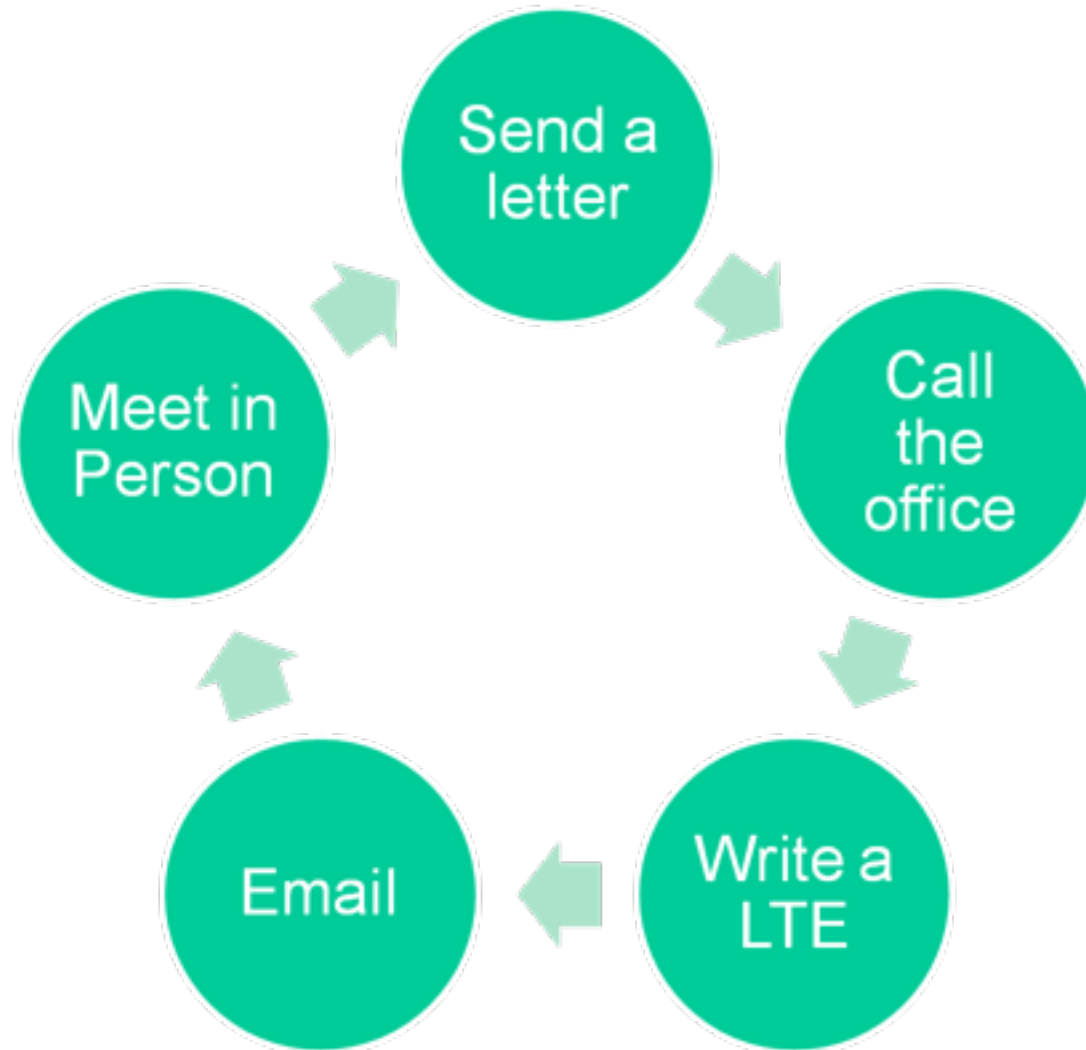 Send a
letter
Call
the
office
Write a
LTE
Email
Meet in
Person